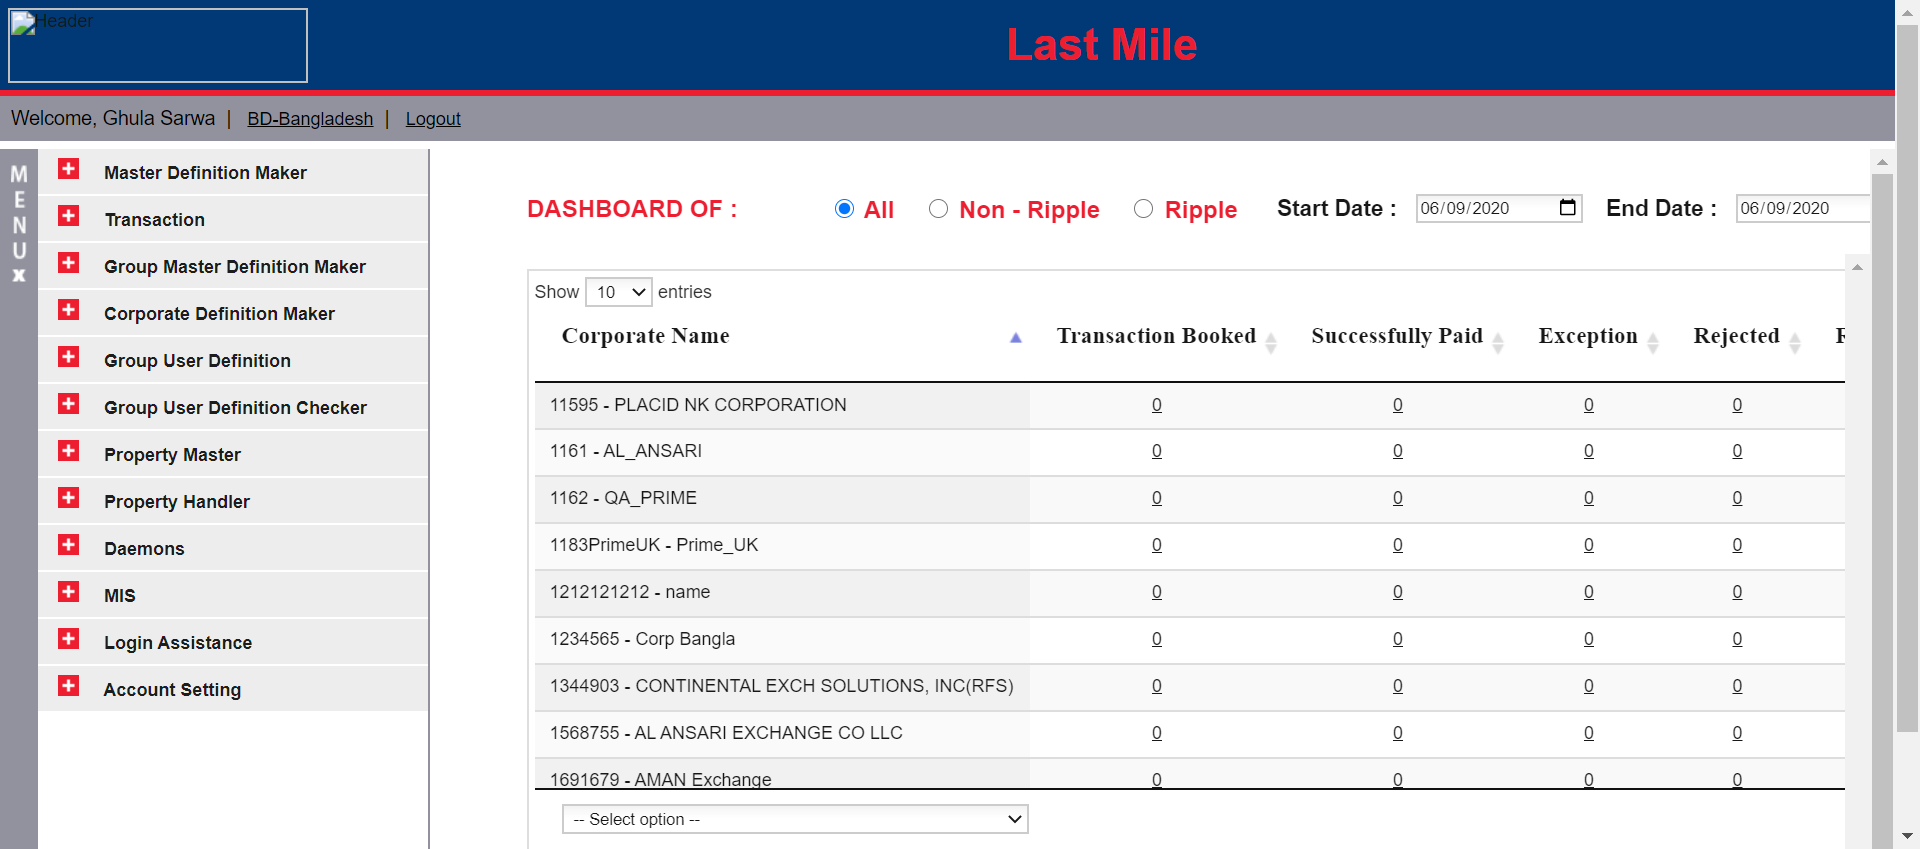 Header
Last Mile
Welcome, Ghula Sarwa | BD-Bangladesh | Logout
MENU X
Master Definition Maker
Transaction
Group Master Definition Maker
Corporate Definition Maker
Group User Definition
Group User Definition Checker
Property Master
Property Handler
Daemons
MIS
Login Assistance
Account Setting
DASHBOARD OF : All Non - Ripple Ripple Start Date : 06/09/2020 End Date : 06/09/2020
Show 10 entries
Corporate Name Transaction Booked Successfully Paid Exception Rejected
11595 - PLACID NK CORPORATION 0 0 0 0
1161 - AL_ANSARI 0 0 0 0
1162 - QA_PRIME 0 0 0 0
1183PrimeUK - Prime_UK 0 0 0 0
1212121212 - name 0 0 0 0
1234565 - Corp Bangla 0 0 0 0
1344903 - CONTINENTAL EXCH SOLUTIONS, INC(RFS) 0 0 0 0
1568755 - AL ANSARI EXCHANGE CO LLC 0 0 0 0
1691679 - AMAN Exchange 0 0 0 0
-- Select option --